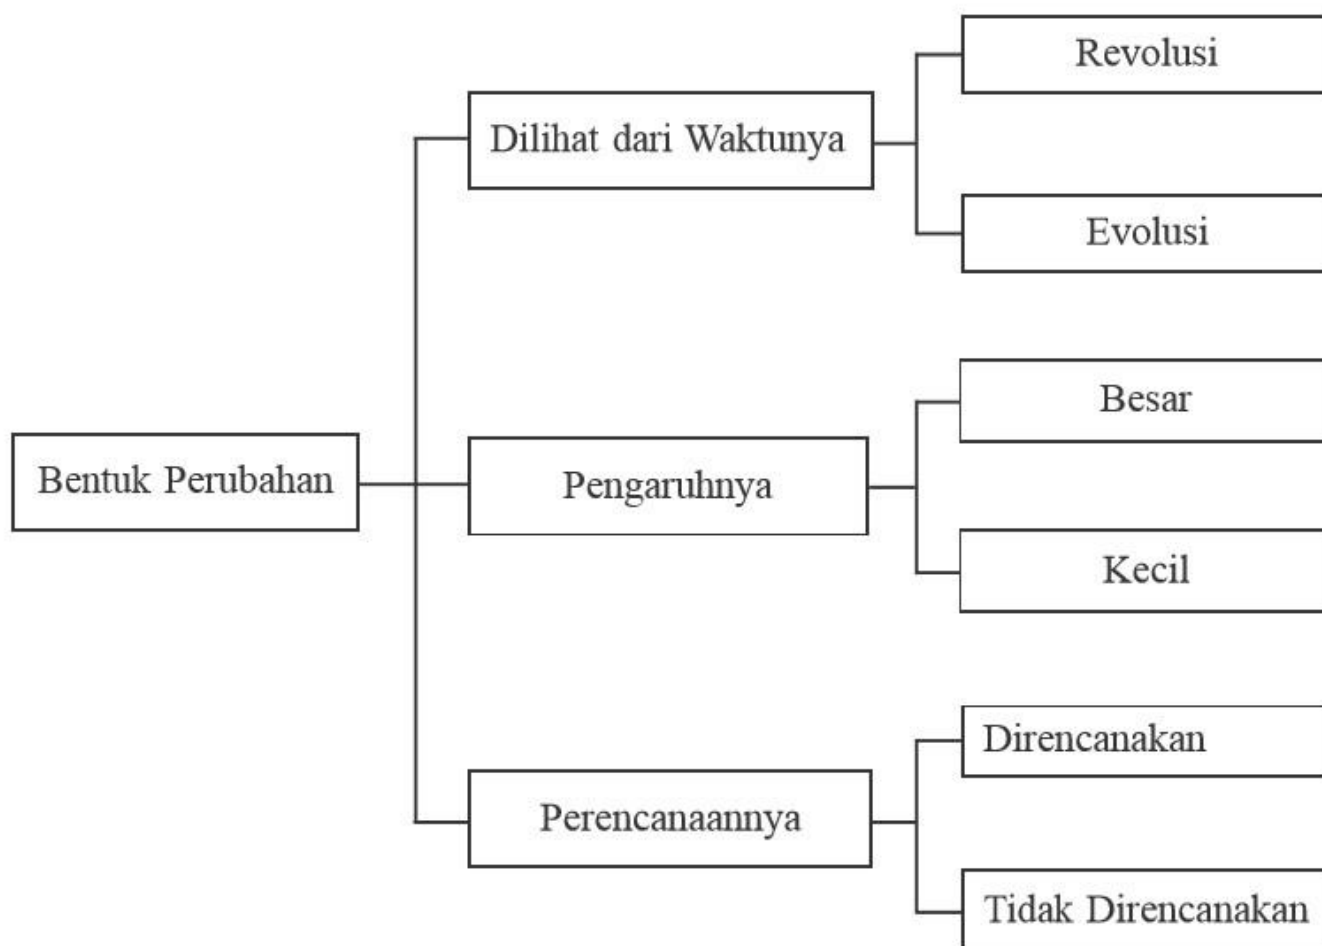 Bentuk Perubahan
Dilihat dari Waktunya
Revolusi
Evolusi
Pengaruhnya
Besar
Kecil
Perencanaannya
Direncanakan
Tidak Direncanakan